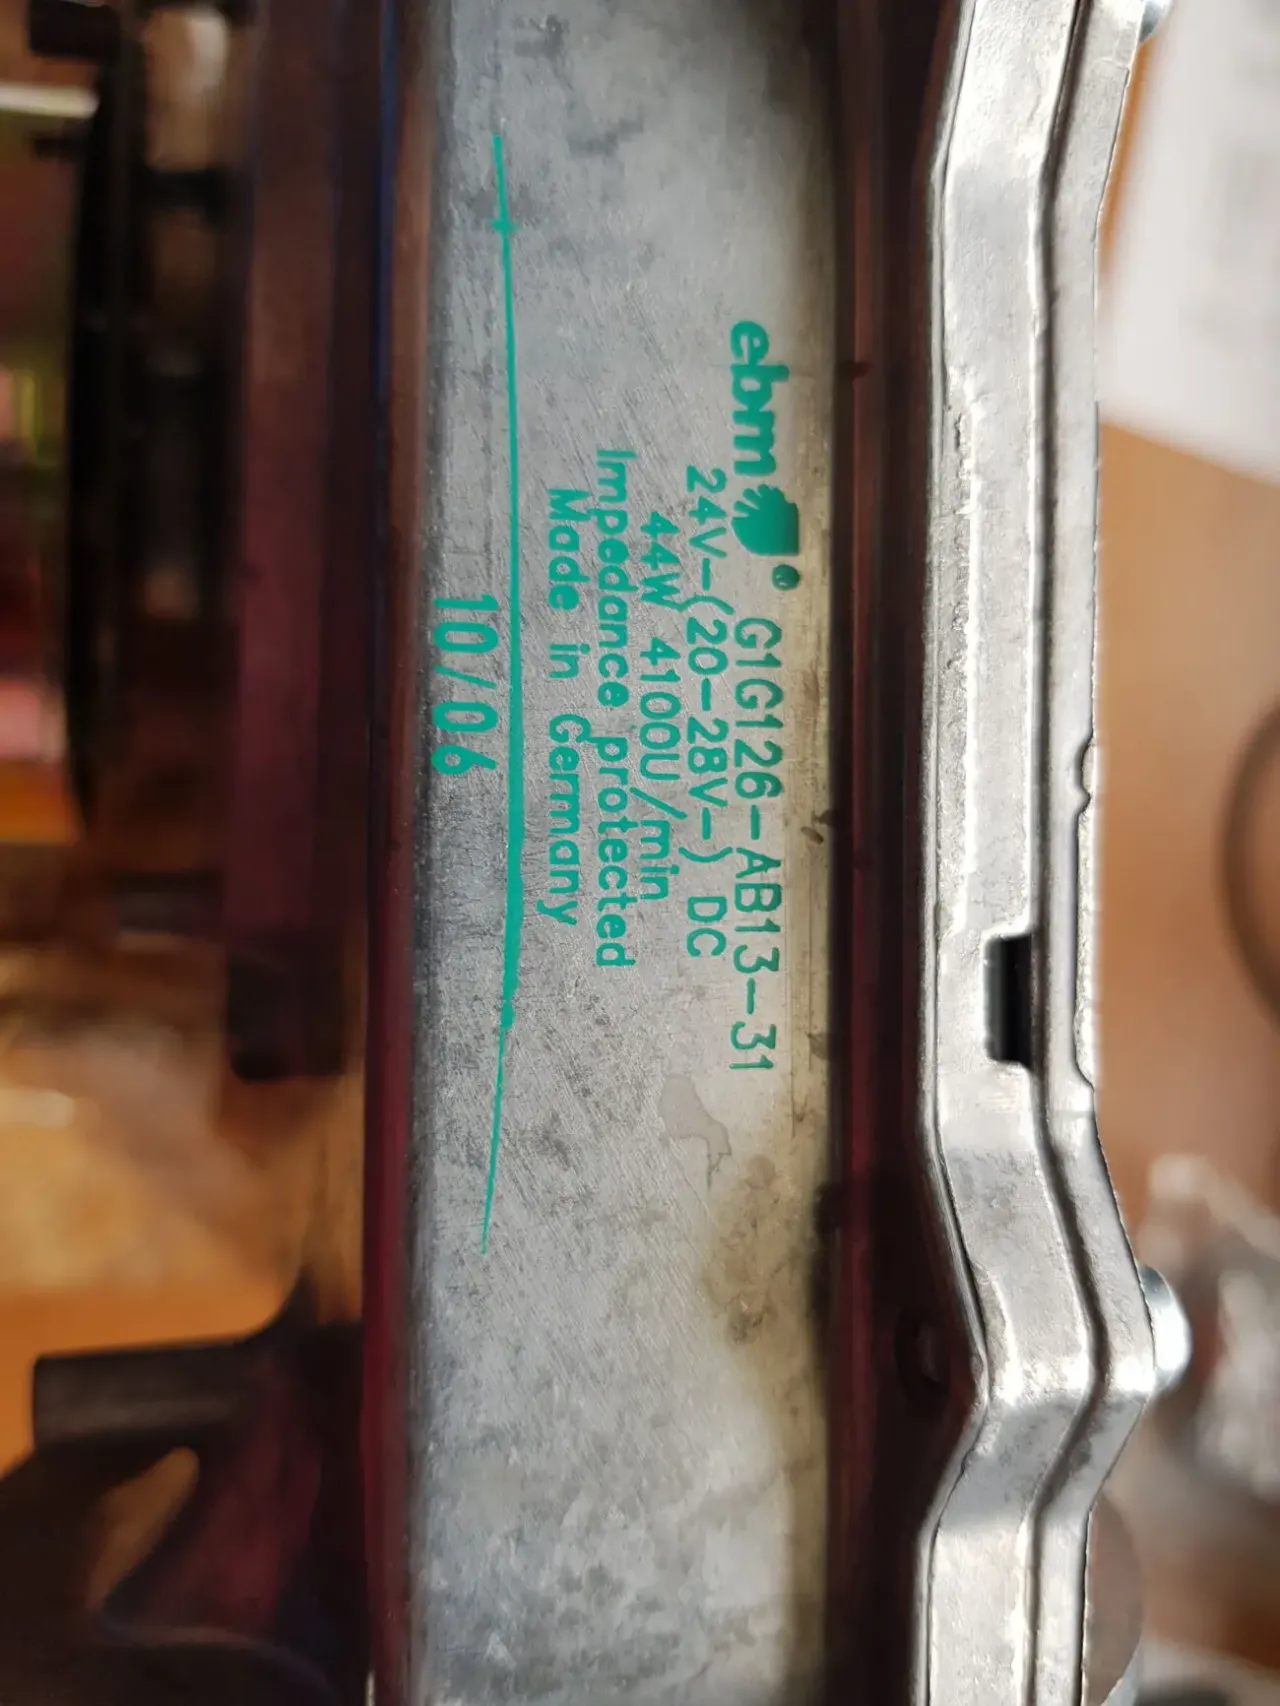 ebm ® G1G126-AB13-31
24V-(20-28V-) DC
44W 4100U/min
Impedance protected
Made in Germany
10/06